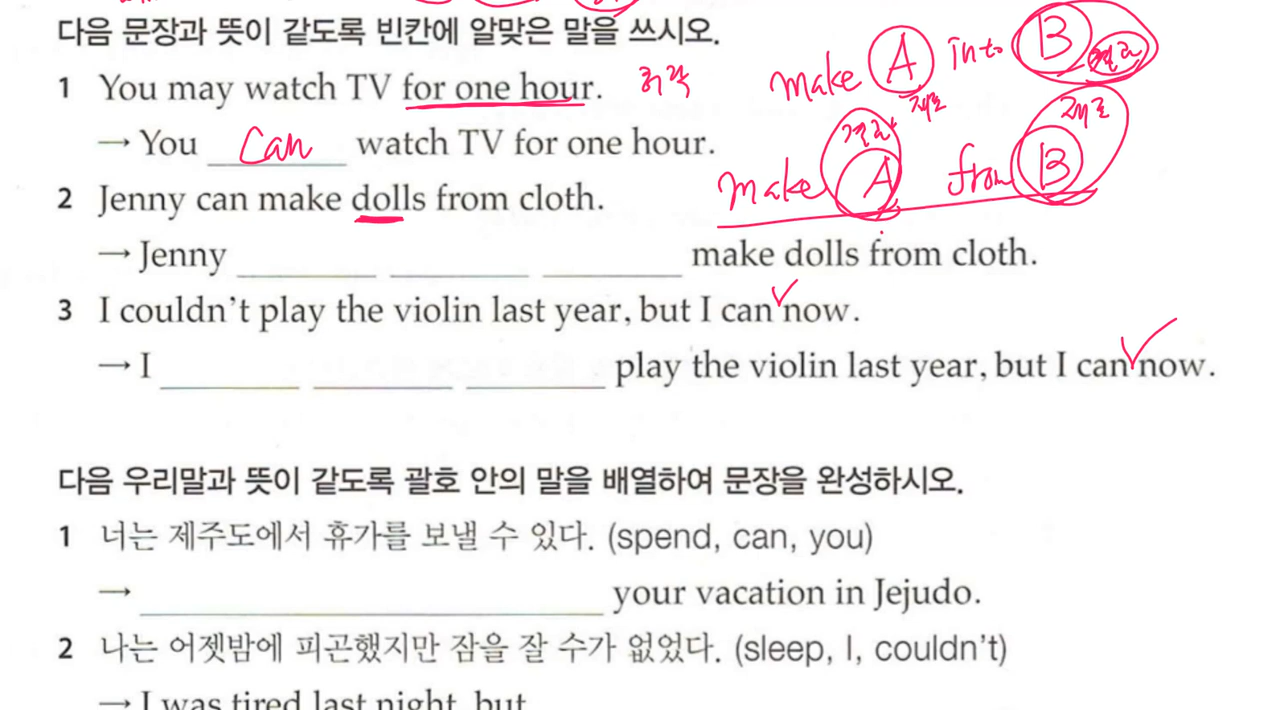 다음 문장과 뜻이 같도록 빈칸에 알맞은 말을 쓰시오.
1 You may watch TV for one hour. 허락
→ You can watch TV for one hour.
make A into B 결과
재료
2 Jenny can make dolls from cloth.
결과 재료
make A from B
→ Jenny ______ ______ ______ make dolls from cloth.
3 I couldn't play the violin last year, but I can now.
→ I ______ ______ ______ play the violin last year, but I can now.
다음 우리말과 뜻이 같도록 괄호 안의 말을 배열하여 문장을 완성하시오.
1 너는 제주도에서 휴가를 보낼 수 있다. (spend, can, you)
→ ______ your vacation in Jejudo.
2 나는 어젯밤에 피곤했지만 잠을 잘 수가 없었다. (sleep, I, couldn't)
→ I was tired last night, but